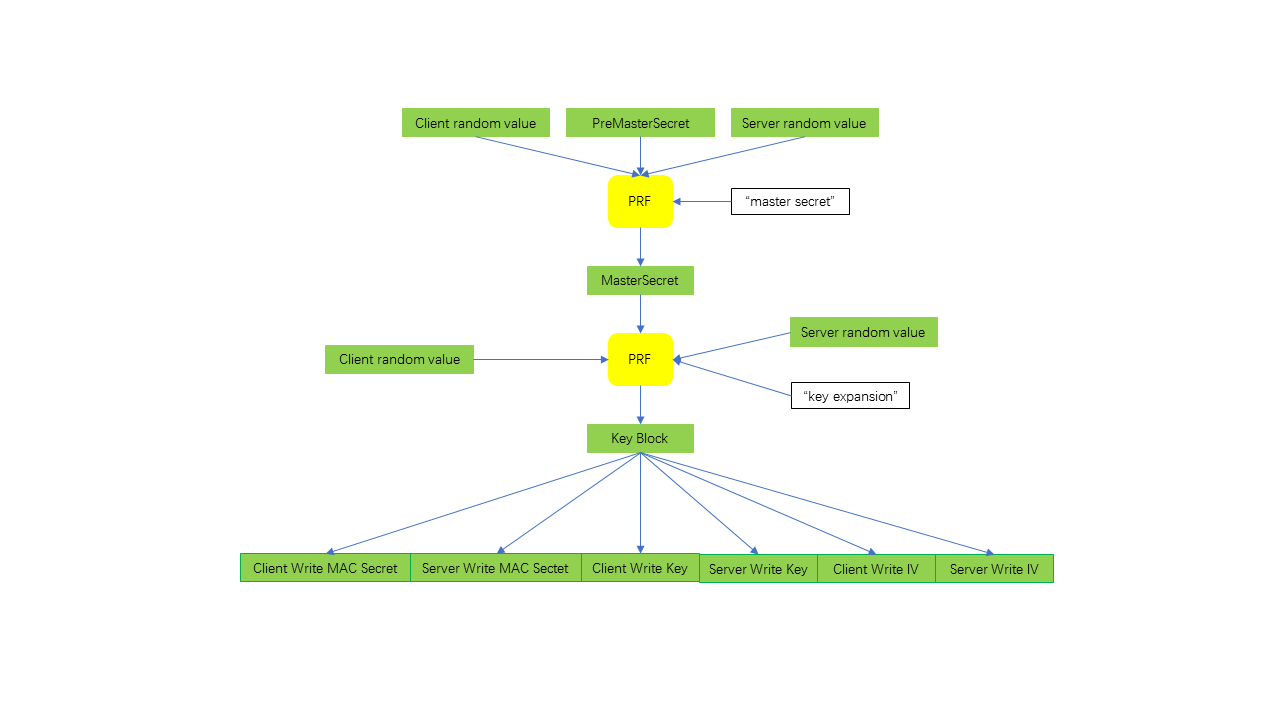 Client random value
PreMasterSecret
Server random value
PRF
“master secret”
MasterSecret
Server random value
Client random value
PRF
“key expansion”
Key Block
Client Write MAC Secret
Server Write MAC Sectet
Client Write Key
Server Write Key
Client Write IV
Server Write IV